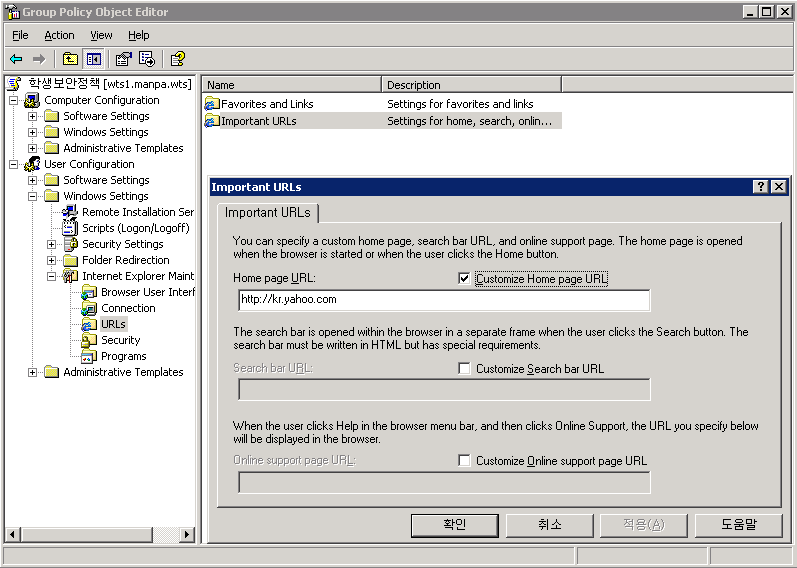 Group Policy Object Editor
File Action View Help
학생보안정책 [wts1.manpa.wts]
Computer Configuration
Software Settings
Windows Settings
Administrative Templates
User Configuration
Software Settings
Windows Settings
Remote Installation Ser
Scripts (Logon/Logoff)
Security Settings
Folder Redirection
Internet Explorer Maint
Browser User Interf
Connection
URLs
Security
Programs
Administrative Templates
Name Description
Favorites and Links Settings for favorites and links
Important URLs Settings for home, search, onlin...
Important URLs
Important URLs
You can specify a custom home page, search bar URL, and online support page. The home page is opened
when the browser is started or when the user clicks the Home button.
Home page URL: Customize Home page URL
http://kr.yahoo.com
The search bar is opened within the browser in a separate frame when the user clicks the Search button. The
search bar must be written in HTML but has special requirements.
Search bar URL: Customize Search bar URL
When the user clicks Help in the browser menu bar, and then clicks Online Support, the URL you specify below
will be displayed in the browser.
Online support page URL: Customize Online support page URL
확인 취소 적용(A) 도움말